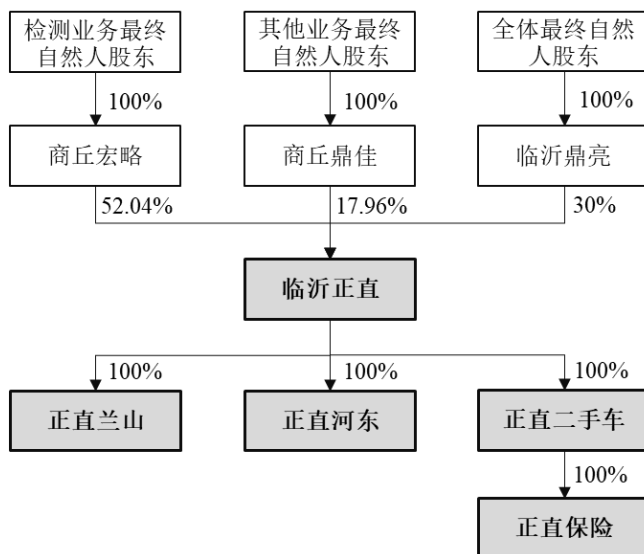 检测业务最终
自然人股东
其他业务最终
自然人股东
全体最终自然
人股东
100%
100%
100%
商丘宏略
商丘鼎佳
临沂鼎亮
52.04%
17.96%
30%
临沂正直
100%
100%
100%
正直兰山
正直河东
正直二手车
100%
正直保险